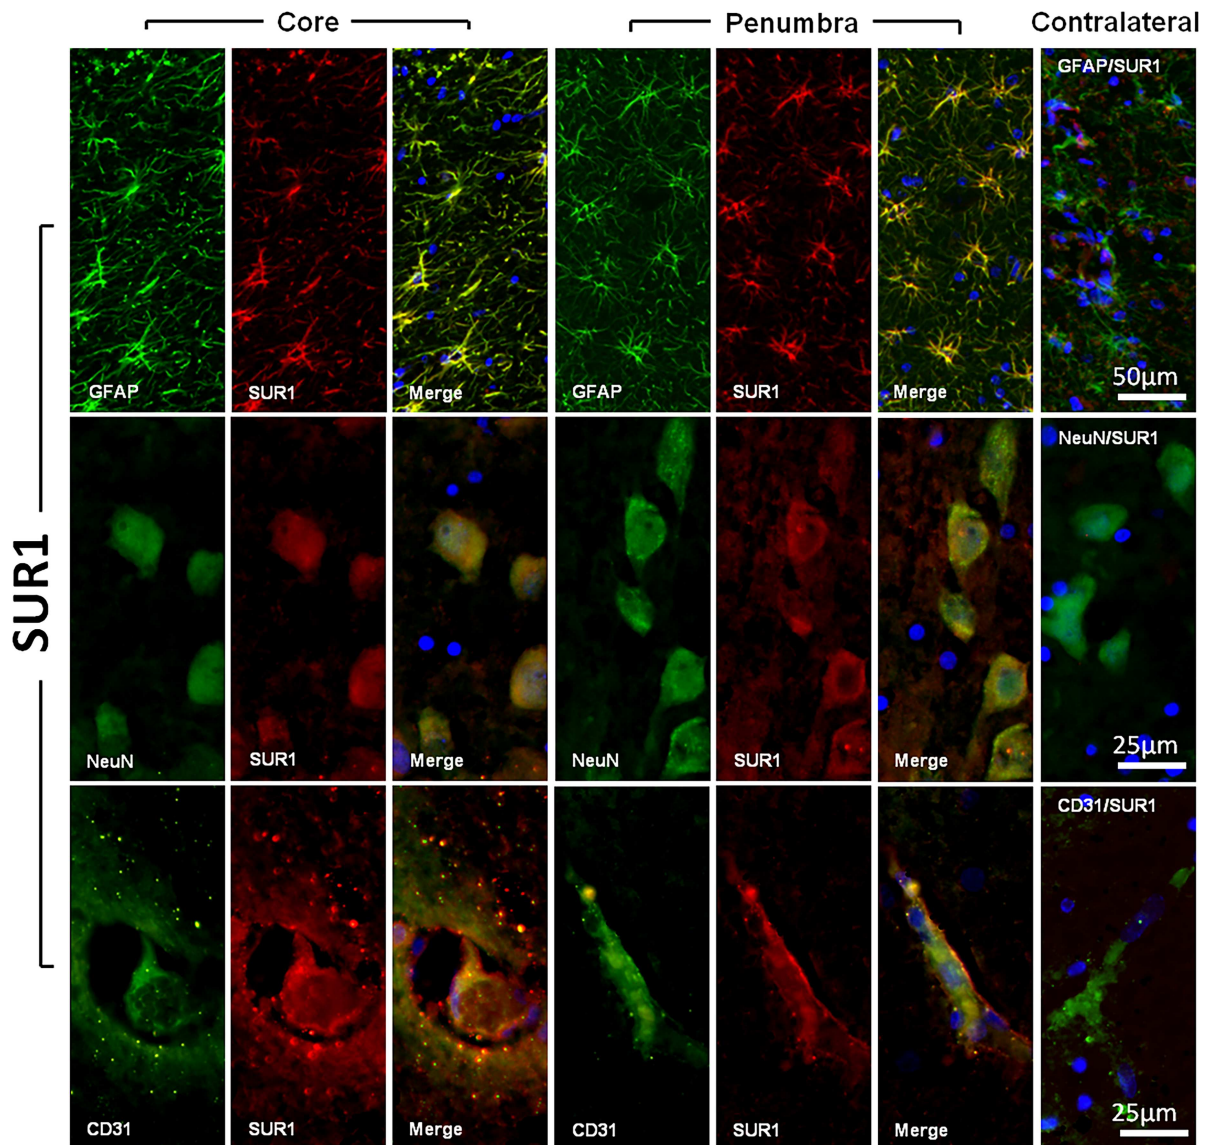 Core
Penumbra
Contralateral
SUR1
GFAP
SUR1
Merge
GFAP
SUR1
Merge
GFAP/SUR1
50µm
NeuN
SUR1
Merge
NeuN
SUR1
Merge
NeuN/SUR1
25µm
CD31
SUR1
Merge
CD31
SUR1
Merge
CD31/SUR1
25µm